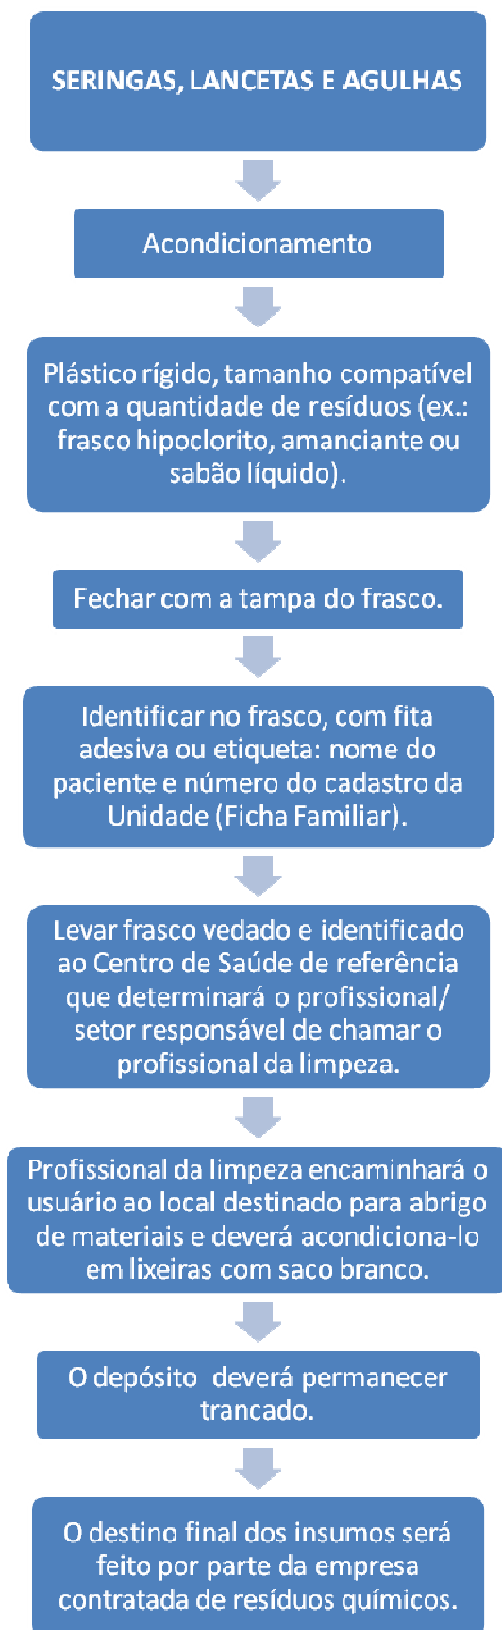 SERINGAS, LANCETAS E AGULHAS
Acondicionamento
Plástico rígido, tamanho compatível
com a quantidade de resíduos (ex.:
frasco hipoclorito, amanciante ou
sabão líquido).
Fechar com a tampa do frasco.
Identificar no frasco, com fita
adesiva ou etiqueta: nome do
paciente e número do cadastro da
Unidade (Ficha Familiar).
Levar frasco vedado e identificado
ao Centro de Saúde de referência
que determinará o profissional/
setor responsável de chamar o
profissional da limpeza.
Profissional da limpeza encaminhará o
usuário ao local destinado para abrigo
de materiais e deverá acondiciona-lo
em lixeiras com saco branco.
O depósito deverá permanecer
trancado.
O destino final dos insumos será
feito por parte da empresa
contratada de resíduos químicos.